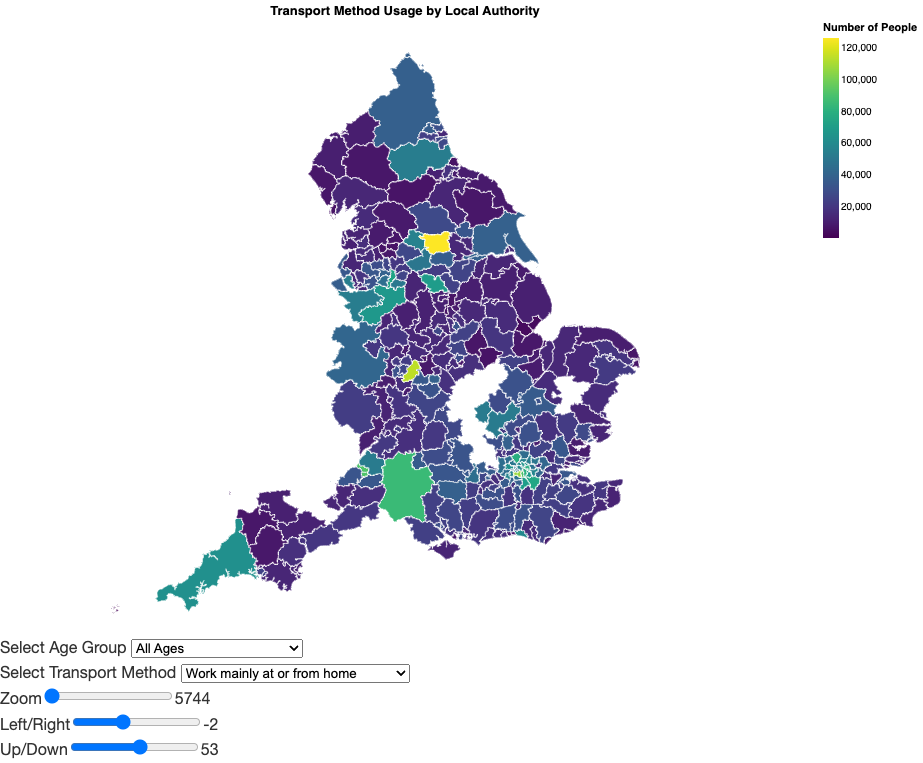 Transport Method Usage by Local Authority
Number of People
120,000
100,000
80,000
60,000
40,000
20,000
Select Age Group All Ages
Select Transport Method Work mainly at or from home
Zoom 5744
Left/Right -2
Up/Down 53